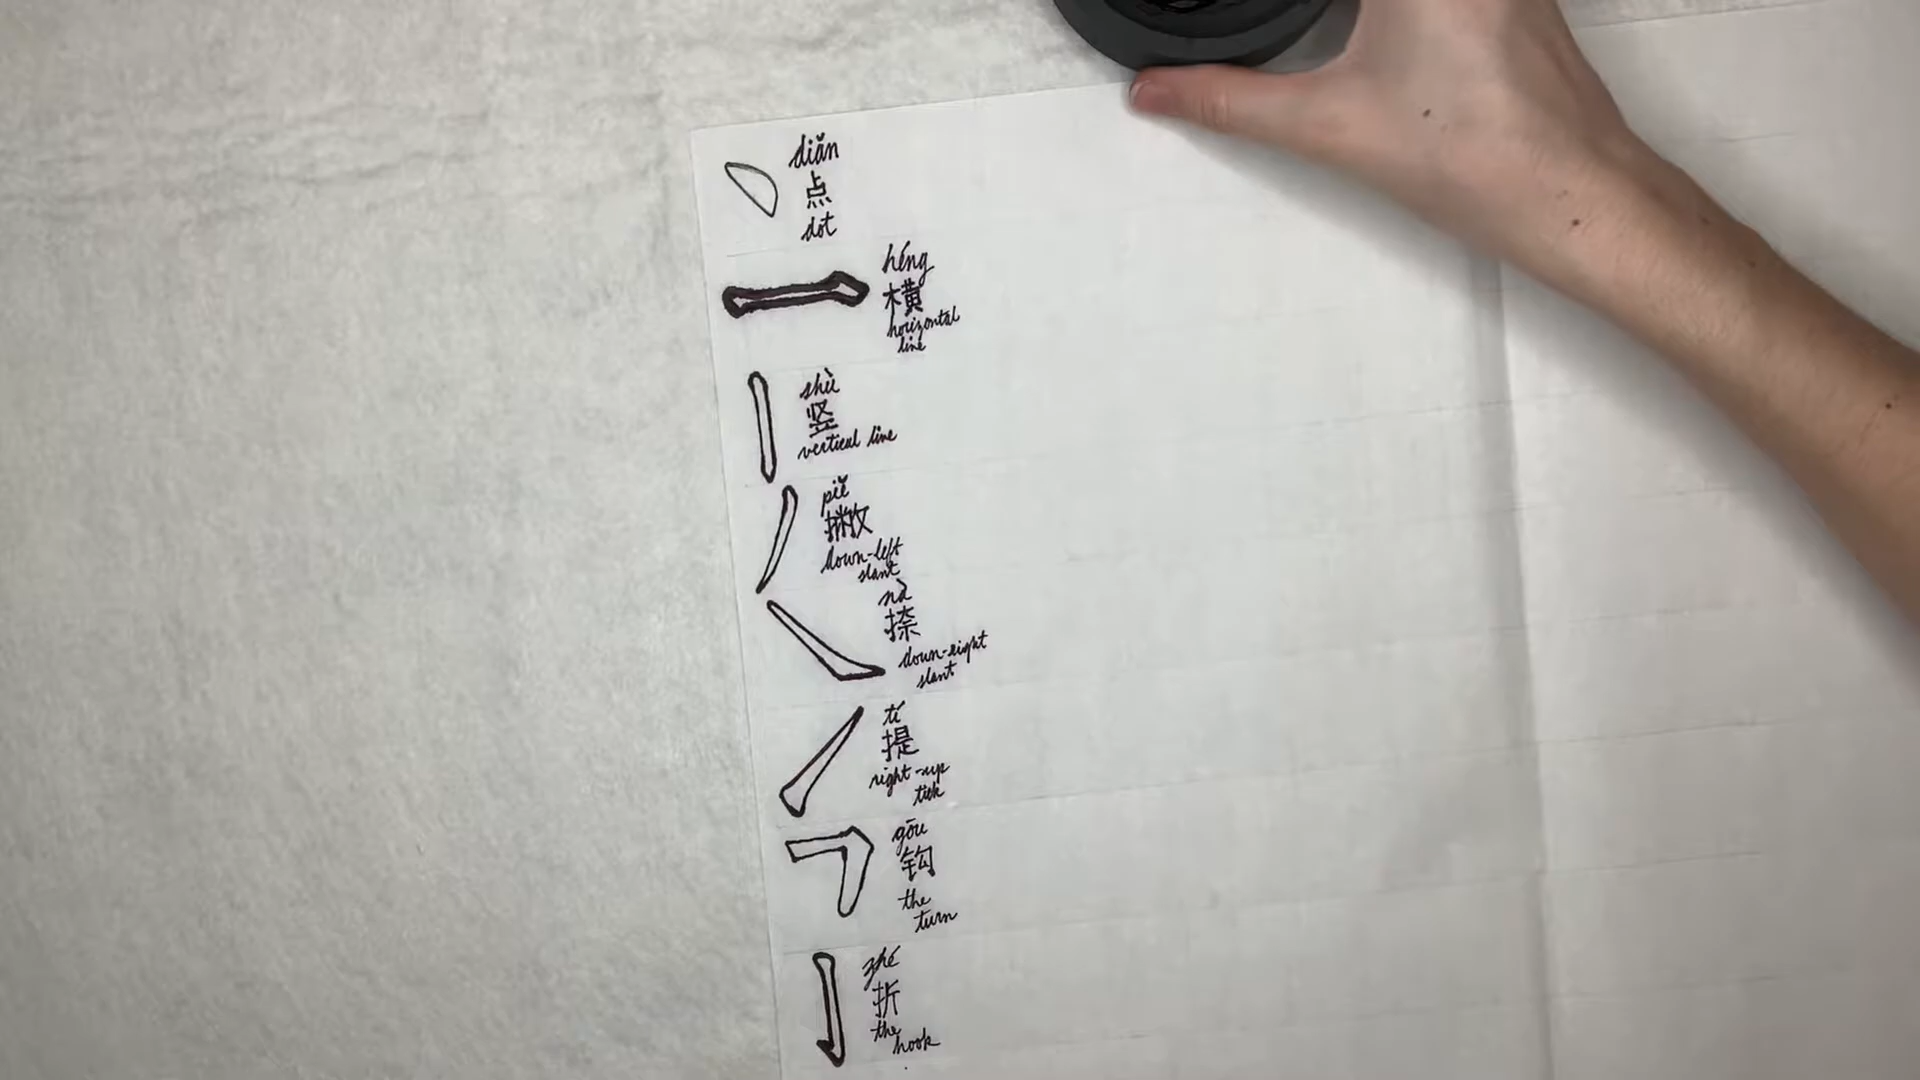 diǎn
点
dot
héng
横
horizontal
line
shù
竖
vertical line
piě
撇
down-left
slant
nà
捺
down-right
slant
tí
提
right-up
tick
gōu
钩
the
turn
zhé
折
the
hook